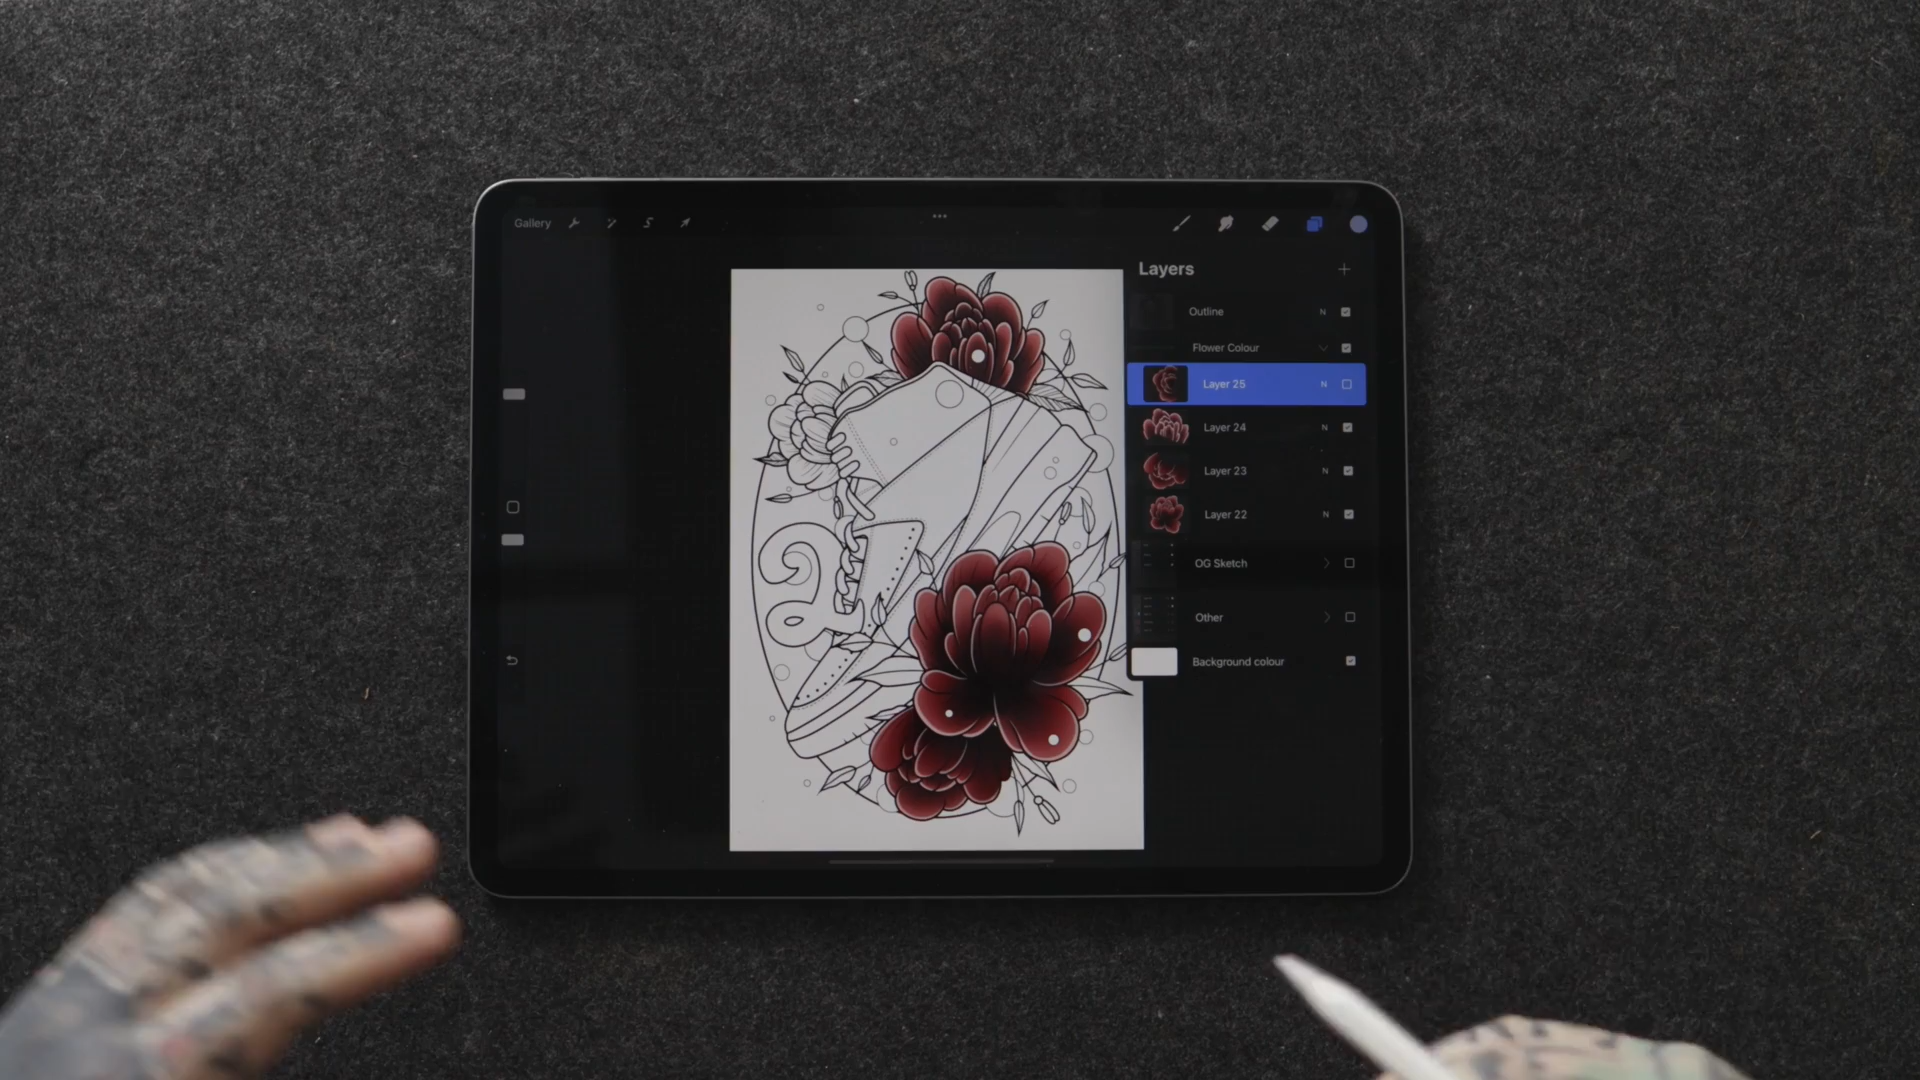 Gallery
Layers
Outline N
Flower Colour
Layer 25 N
Layer 24 N
Layer 23 N
Layer 22 N
OG Sketch
Other
Background colour